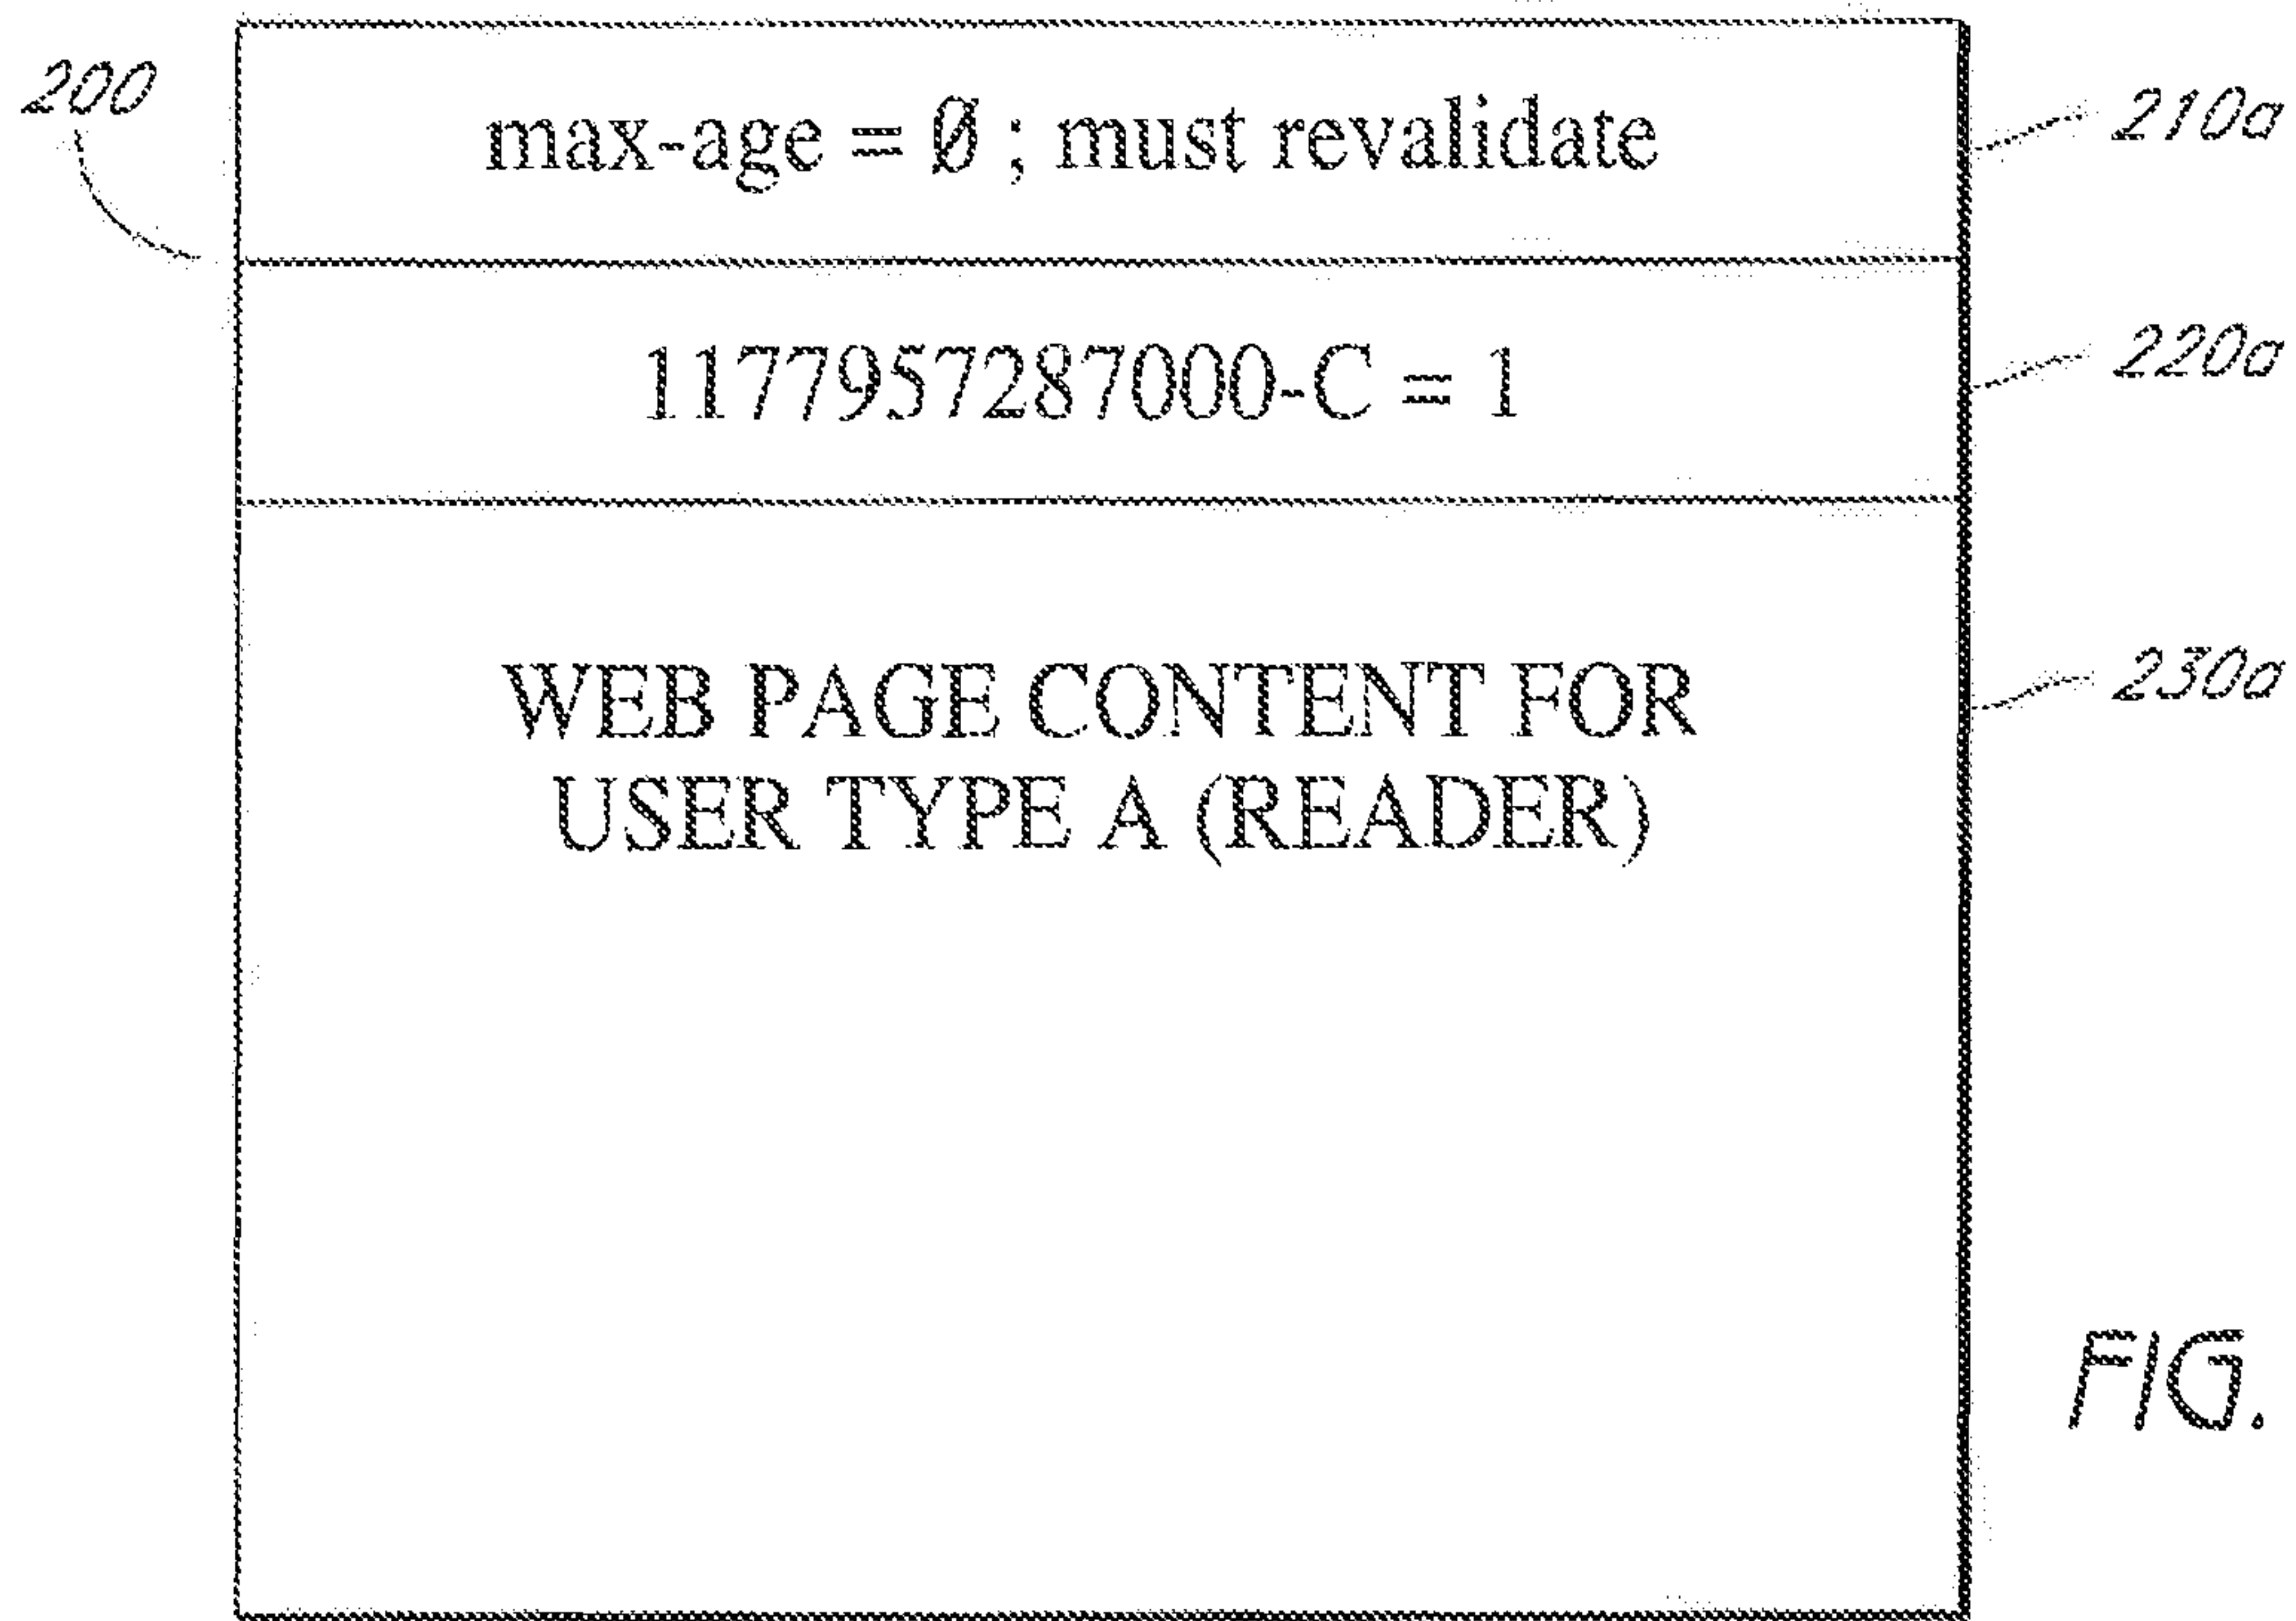 200
max-age = Ø ; must revalidate
210a
1177957287000-C = 1
220a
WEB PAGE CONTENT FOR
USER TYPE A (READER)
230a
FIG.